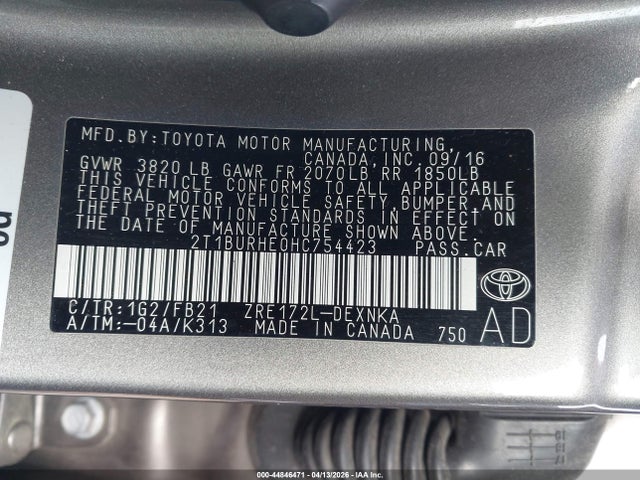 MFD. BY: TOYOTA MOTOR MANUFACTURING,
CANADA, INC. 09/16
GVWR 3820 LB GAWR FR 2070LB RR 1850LB
THIS VEHICLE CONFORMS TO ALL APPLICABLE
FEDERAL MOTOR VEHICLE SAFETY, BUMPER, AND
THEFT PREVENTION STANDARDS IN EFFECT ON
THE DATE OF MANUFACTURE SHOWN ABOVE.
2T1BURHE0HC754423 PASS. CAR
C/TR: 1G2/FB21 ZRE172L-DEXNKA
A/TM: -04A/K313 MADE IN CANADA 750
AD
000-44846471 - 04/13/2026 - IAA Inc.